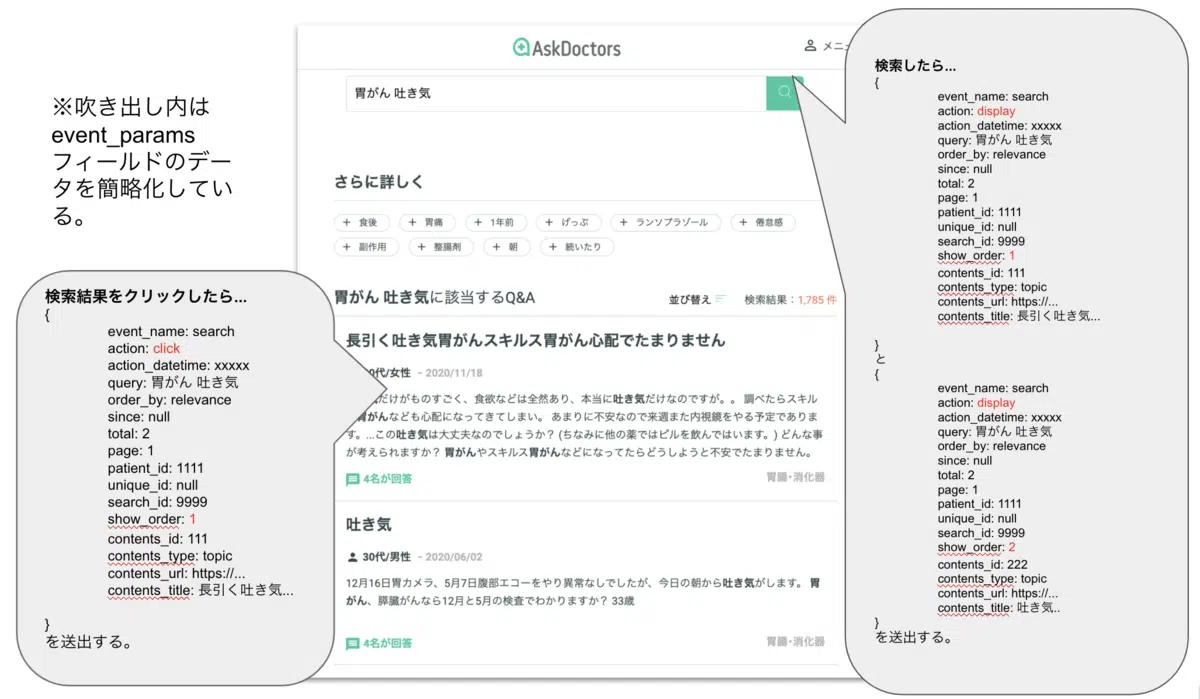 ※吹き出し内は
event_params
フィールドのデー
タを簡略化してい
る。
AskDoctors
メニュ
胃がん 吐き気
さらに詳しく
+ 食後
+ 胃痛
+ 1年前
+ げっぷ
+ ランソプラゾール
+ 倦怠感
+ 副作用
+ 整腸剤
+ 朝
+ 続いたり
胃がん 吐き気に該当するQ&A
並び替え
検索結果：1,785 件
長引く吐き気胃がんスキルス胃がん心配でたまりません
0代/女性 - 2020/11/18
だけがものすごく、食欲などは全然あり、本当に吐き気だけなのですが。。 調べたらスキル
胃がんなども心配になってきてしまい。 あまりに不安なので来週また内視鏡をやる予定でありま
す。...この吐き気は大丈夫なのでしょうか？ (ちなみに他の薬ではピルを飲んではいます。) どんな事
が考えられますか？ 胃がんやスキルス胃がんなどになってたらどうしようと不安でたまりません。
4名が回答
胃腸・消化器
吐き気
30代/男性 - 2020/06/02
12月16日胃カメラ、5月7日腹部エコーをやり異常なしでしたが、今日の朝から吐き気がします。 胃
がん、膵臓がんなら12月と5月の検査でわかりますか？ 33歳
4名が回答
胃腸・消化器
検索結果をクリックしたら...
{
event_name: search
action: click
action_datetime: xxxxx
query: 胃がん 吐き気
order_by: relevance
since: null
total: 2
page: 1
patient_id: 1111
unique_id: null
search_id: 9999
show_order: 1
contents_id: 111
contents_type: topic
contents_url: https://...
contents_title: 長引く吐き気...
}
を送出する。
検索したら...
{
event_name: search
action: display
action_datetime: xxxxx
query: 胃がん 吐き気
order_by: relevance
since: null
total: 2
page: 1
patient_id: 1111
unique_id: null
search_id: 9999
show_order: 1
contents_id: 111
contents_type: topic
contents_url: https://...
contents_title: 長引く吐き気...
}
と
{
event_name: search
action: display
action_datetime: xxxxx
query: 胃がん 吐き気
order_by: relevance
since: null
total: 2
page: 1
patient_id: 1111
unique_id: null
search_id: 9999
show_order: 2
contents_id: 222
contents_type: topic
contents_url: https://...
contents_title: 吐き気..
}
を送出する。